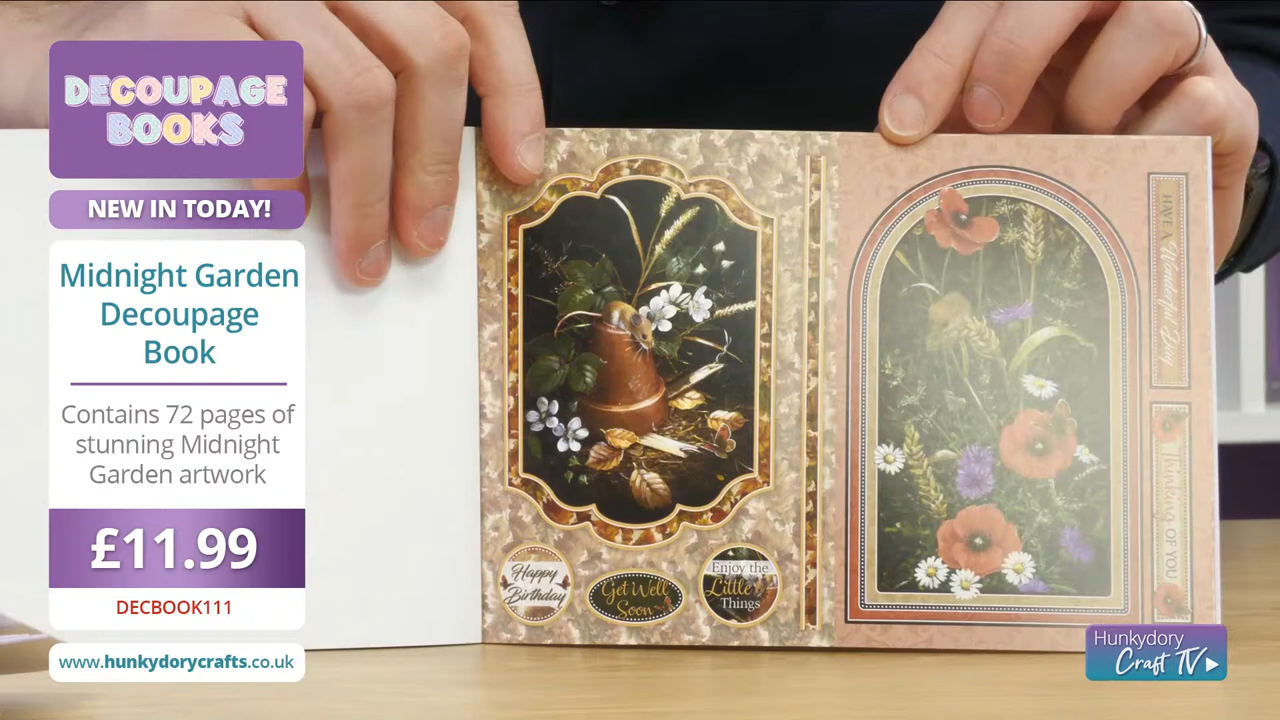 DECOUPAGE
BOOKS
NEW IN TODAY!
Midnight Garden
Decoupage
Book
Contains 72 pages of
stunning Midnight
Garden artwork
£11.99
DECBOOK111
www.hunkydorycrafts.co.uk
Happy
Birthday
Get Well
Soon
Enjoy the
Little
Things
HAVE A Wonderful Day
Thinking OF YOU
Hunkydory
Craft TV